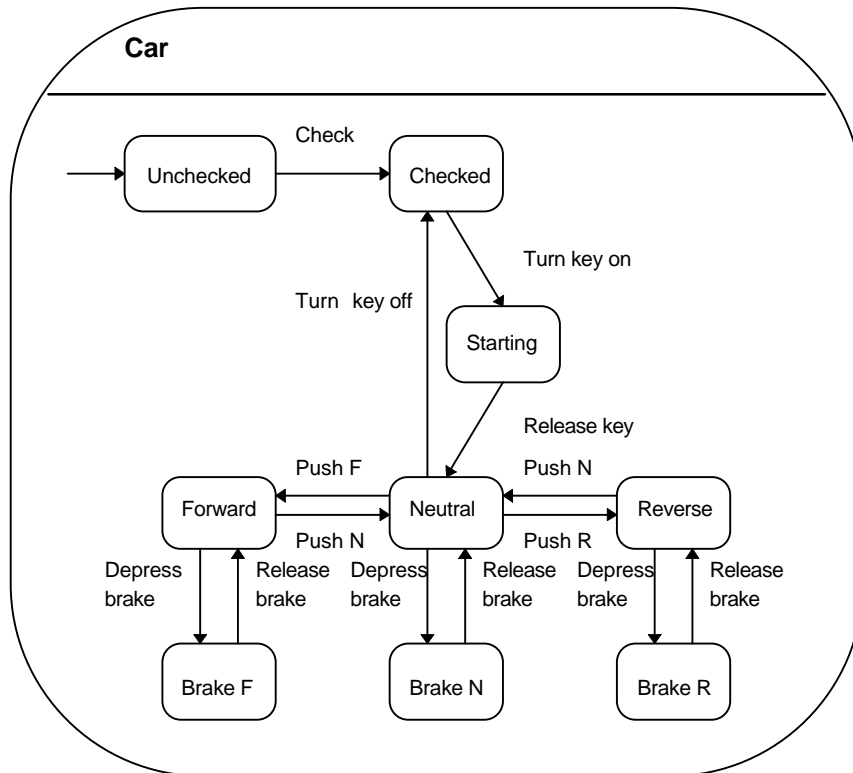 Car
Check
Unchecked
Checked
Turn key on
Turn key off
Starting
Release key
Push F
Push N
Forward
Neutral
Reverse
Push N
Push R
Depress
brake
Release
brake
Depress
brake
Release
brake
Depress
brake
Release
brake
Brake F
Brake N
Brake R